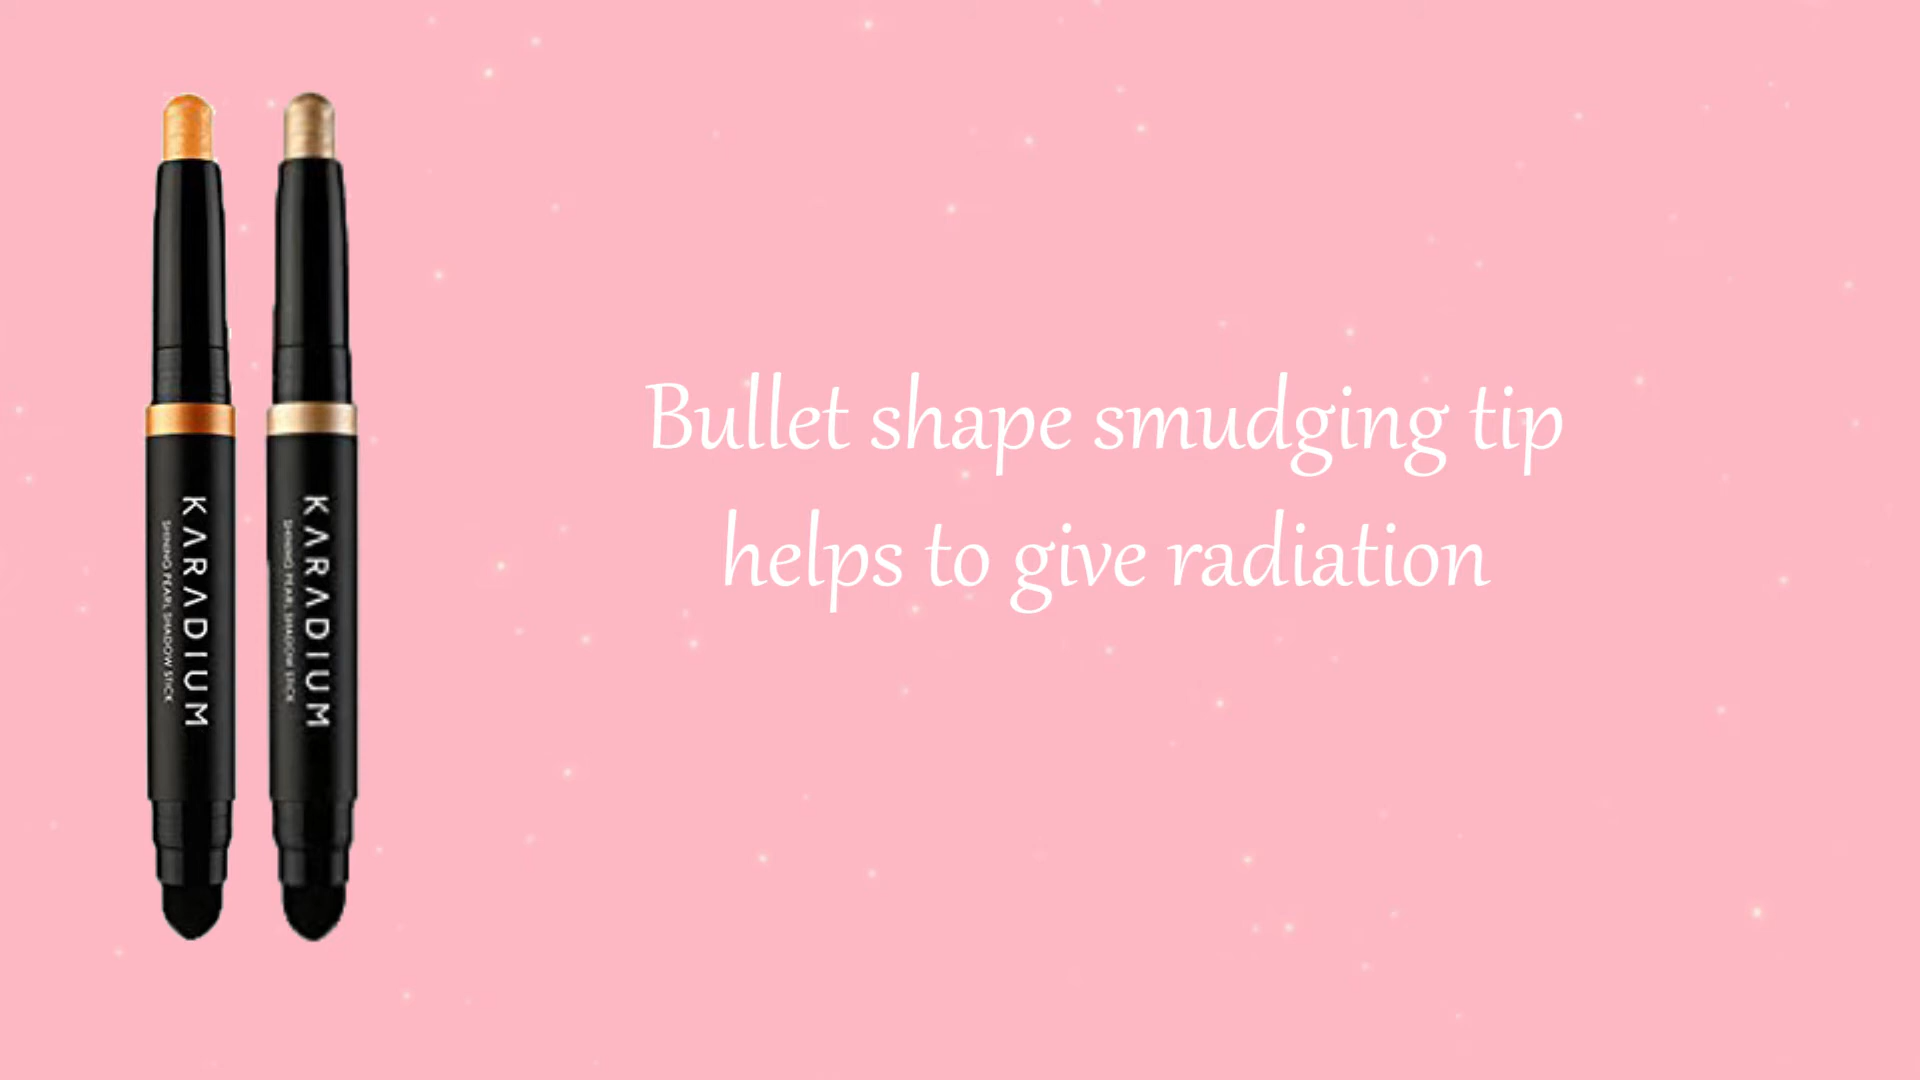 KARADIUM
SHINING PEARL SHADOW STICK
KARADIUM
SHINING PEARL SHADOW STICK
Bullet shape smudging tip
helps to give radiation